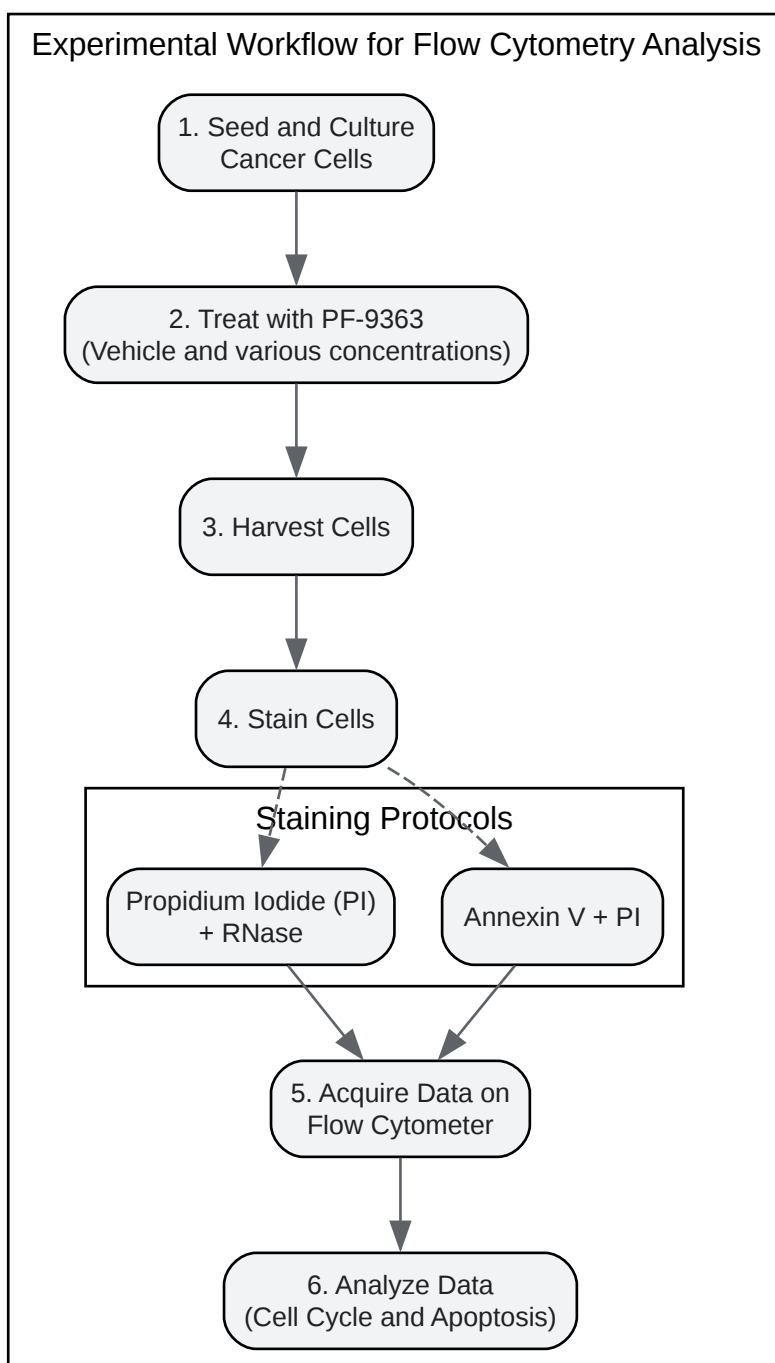 Experimental Workflow for Flow Cytometry Analysis
1. Seed and Culture
Cancer Cells
2. Treat with PF-9363
(Vehicle and various concentrations)
3. Harvest Cells
4. Stain Cells
Staining Protocols
Propidium Iodide (PI)
+ RNase
Annexin V + PI
5. Acquire Data on
Flow Cytometer
6. Analyze Data
(Cell Cycle and Apoptosis)